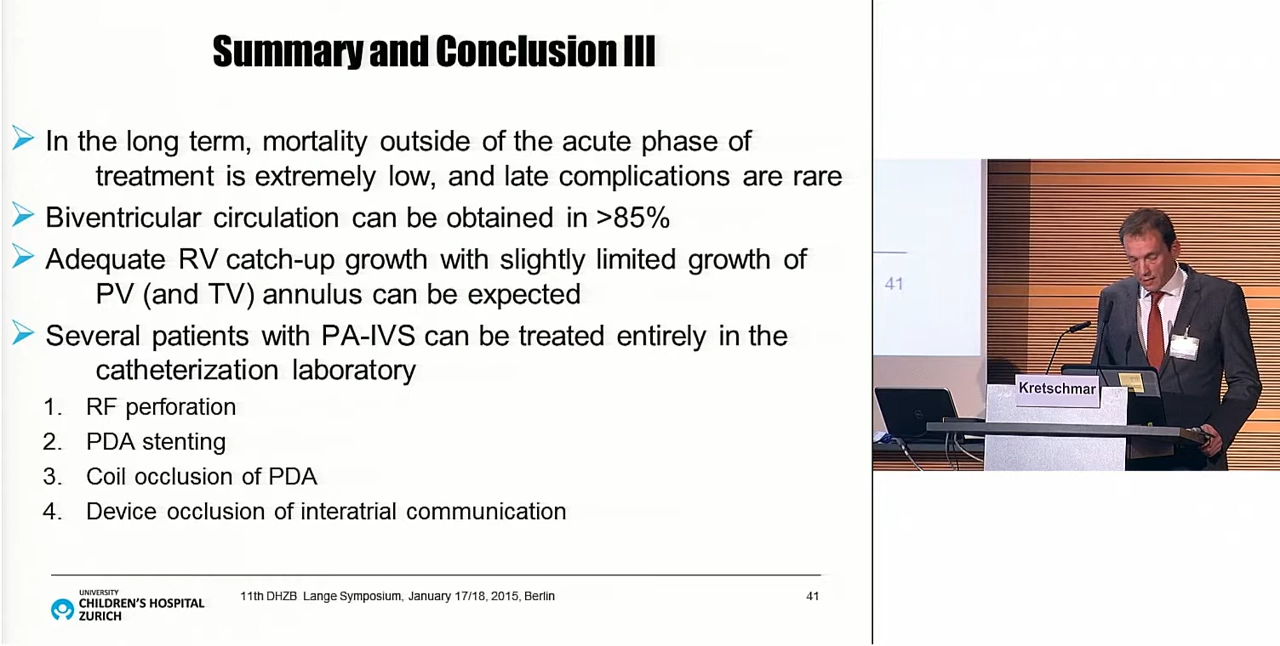 Summary and Conclusion III
In the long term, mortality outside of the acute phase of
treatment is extremely low, and late complications are rare
Biventricular circulation can be obtained in >85%
Adequate RV catch-up growth with slightly limited growth of
PV (and TV) annulus can be expected
Several patients with PA-IVS can be treated entirely in the
catheterization laboratory
1. RF perforation
2. PDA stenting
3. Coil occlusion of PDA
4. Device occlusion of interatrial communication
UNIVERSITY
CHILDREN'S HOSPITAL
ZURICH
11th DHZB Lange Symposium, January 17/18, 2015, Berlin
41
41
Kretschmar